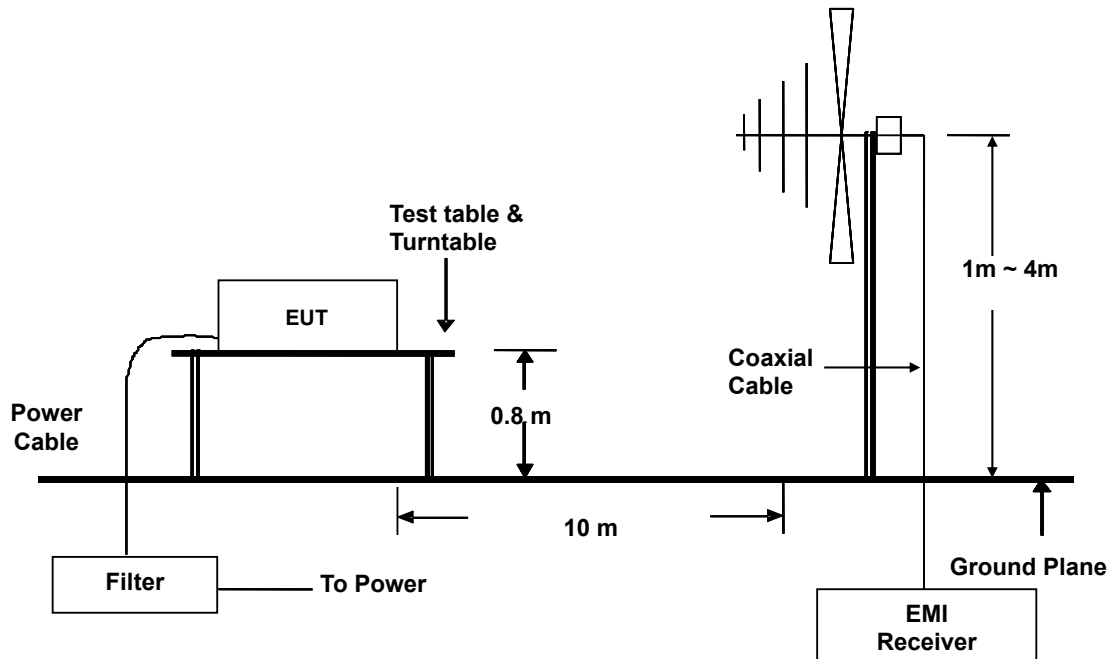 Test table &
Turntable
EUT
1m ~ 4m
Coaxial
Cable
0.8 m
Power
Cable
10 m
Filter
To Power
Ground Plane
EMI
Receiver